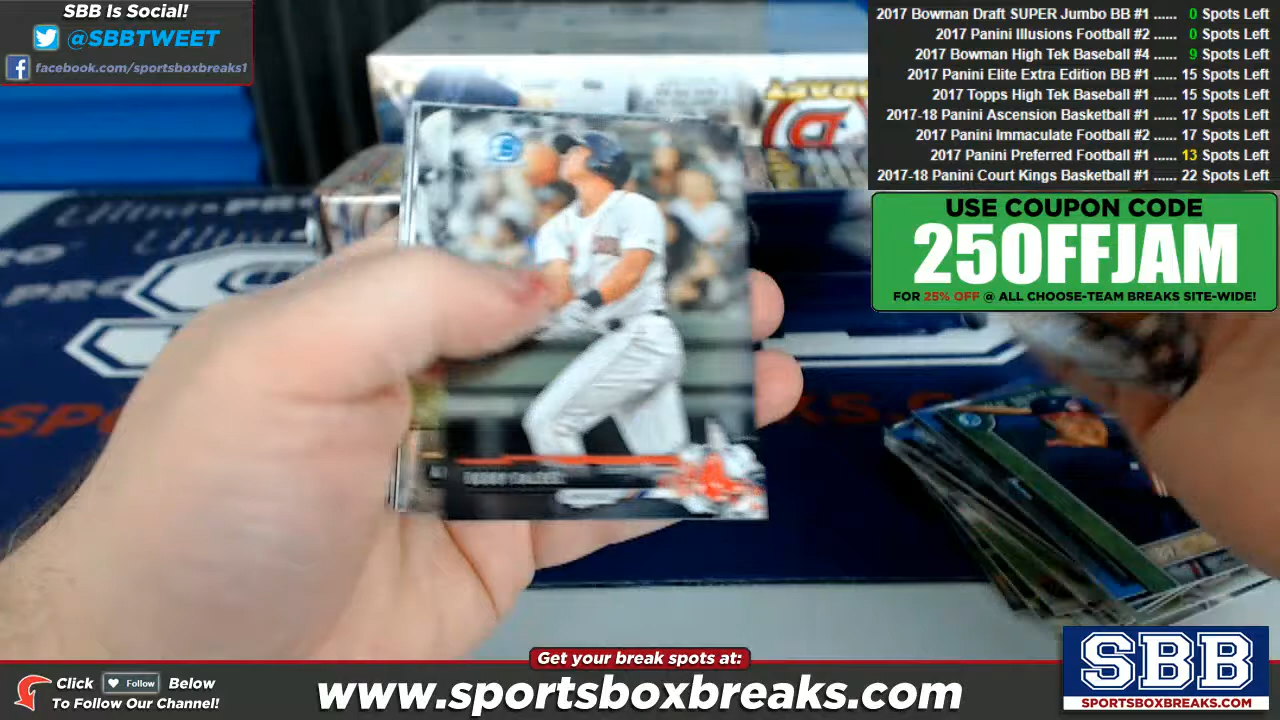 SBB Is Social!
@SBBTWEET
facebook.com/sportsboxbreaks1
2017 Bowman Draft SUPER Jumbo BB #1 ...... 0 Spots Left
2017 Panini Illusions Football #2 ...... 0 Spots Left
2017 Bowman High Tek Baseball #4 ...... 9 Spots Left
2017 Panini Elite Extra Edition BB #1 ...... 15 Spots Left
2017 Topps High Tek Baseball #1 ...... 15 Spots Left
2017-18 Panini Ascension Basketball #1 ...... 17 Spots Left
2017 Panini Immaculate Football #2 ...... 17 Spots Left
2017 Panini Preferred Football #1 ...... 13 Spots Left
2017-18 Panini Court Kings Basketball #1 ...... 22 Spots Left
USE COUPON CODE
25OFFJAM
FOR 25% OFF @ ALL CHOOSE-TEAM BREAKS SITE-WIDE!
Get your break spots at:
www.sportsboxbreaks.com
Click Follow Below
To Follow Our Channel!
SBB
SPORTSBOXBREAKS.COM